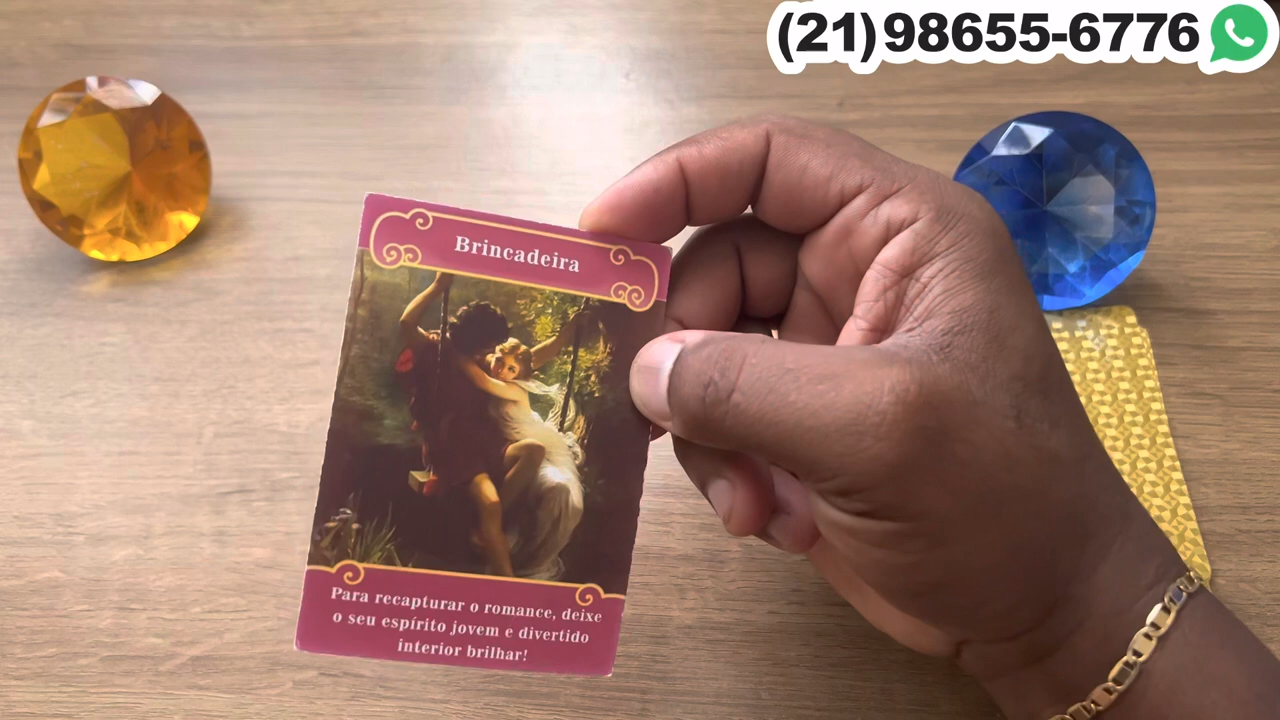 (21)98655-6776
Brincadeira
Para recapturar o romance, deixe
o seu espírito jovem e divertido
interior brilhar!